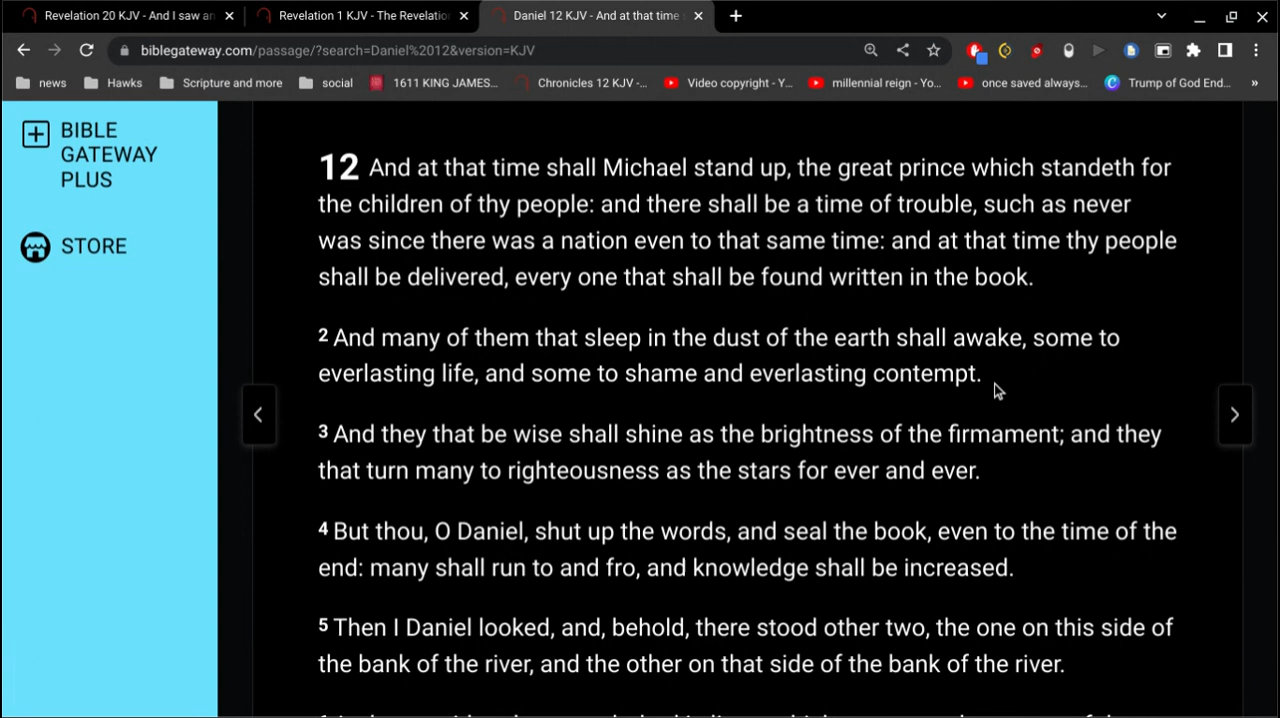 Revelation 20 KJV - And I saw an
Revelation 1 KJV - The Revelation
Daniel 12 KJV - And at that time
biblegateway.com/passage/?search=Daniel%2012&version=KJV
news
Hawks
Scripture and more
social
1611 KING JAMES...
Chronicles 12 KJV -...
Video copyright - Y...
millennial reign - Yo...
once saved always...
Trump of God End...
»
BIBLE
GATEWAY
PLUS
STORE
12 And at that time shall Michael stand up, the great prince which standeth for
the children of thy people: and there shall be a time of trouble, such as never
was since there was a nation even to that same time: and at that time thy people
shall be delivered, every one that shall be found written in the book.
2 And many of them that sleep in the dust of the earth shall awake, some to
everlasting life, and some to shame and everlasting contempt.
3 And they that be wise shall shine as the brightness of the firmament; and they
that turn many to righteousness as the stars for ever and ever.
4 But thou, O Daniel, shut up the words, and seal the book, even to the time of the
end: many shall run to and fro, and knowledge shall be increased.
5 Then I Daniel looked, and, behold, there stood other two, the one on this side of
the bank of the river, and the other on that side of the bank of the river.